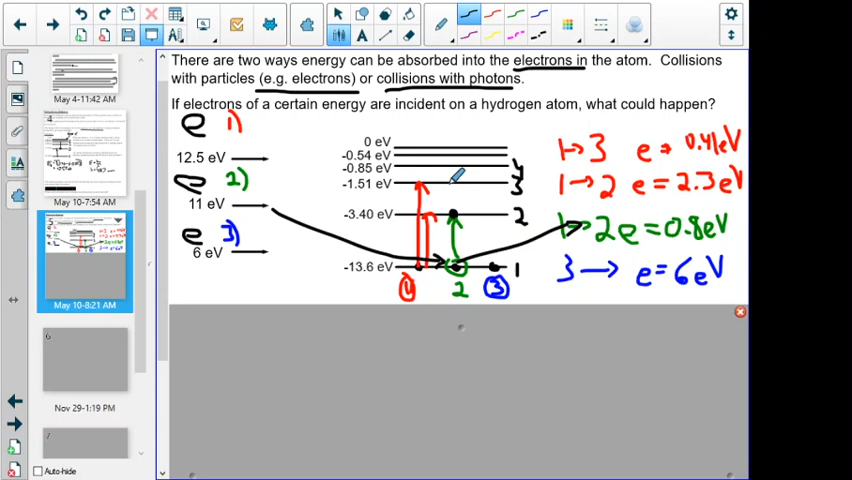 There are two ways energy can be absorbed into the electrons in the atom. Collisions
with particles (e.g. electrons) or collisions with photons.
If electrons of a certain energy are incident on a hydrogen atom, what could happen?
e 1)
12.5 eV
e 2)
11 eV
e 3)
6 eV
0 eV
-0.54 eV
-0.85 eV 4
-1.51 eV 3
-3.40 eV 2
-13.6 eV 1
2
3
1→3 e → 0.41eV
1→2 e = 2.3eV
1→2 e = 0.8eV
3 → e = 6eV
May 4-11:42 AM
May 10-7:54 AM
May 10-8:21 AM
6
Nov 29-1:19 PM
7
Auto-hide